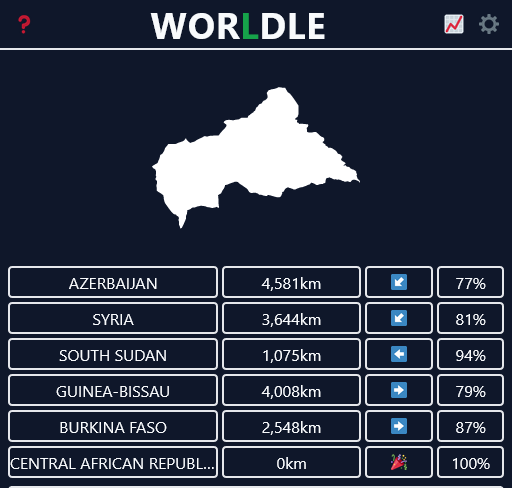 ?
WORLDLE
AZERBAIJAN 4,581km 77%
SYRIA 3,644km 81%
SOUTH SUDAN 1,075km 94%
GUINEA-BISSAU 4,008km 79%
BURKINA FASO 2,548km 87%
CENTRAL AFRICAN REPUBL... 0km 100%